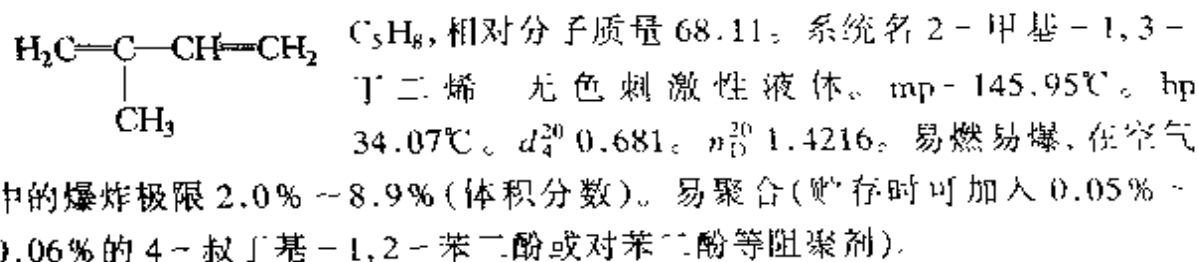 H₂C=C—CH=CH₂
CH₃
C₅H₈,相对分子质量 68.11。系统名 2-甲基-1,3-
丁二烯 无色刺激性液体。mp-145.95℃。bp
34.07℃。d₄²⁰ 0.681。n_D²⁰ 1.4216。易燃易爆,在空气
中的爆炸极限 2.0%~8.9%(体积分数)。易聚合(贮存时可加入 0.05%~
0.06%的 4-叔丁基-1,2-苯二酚或对苯二酚等阻聚剂).